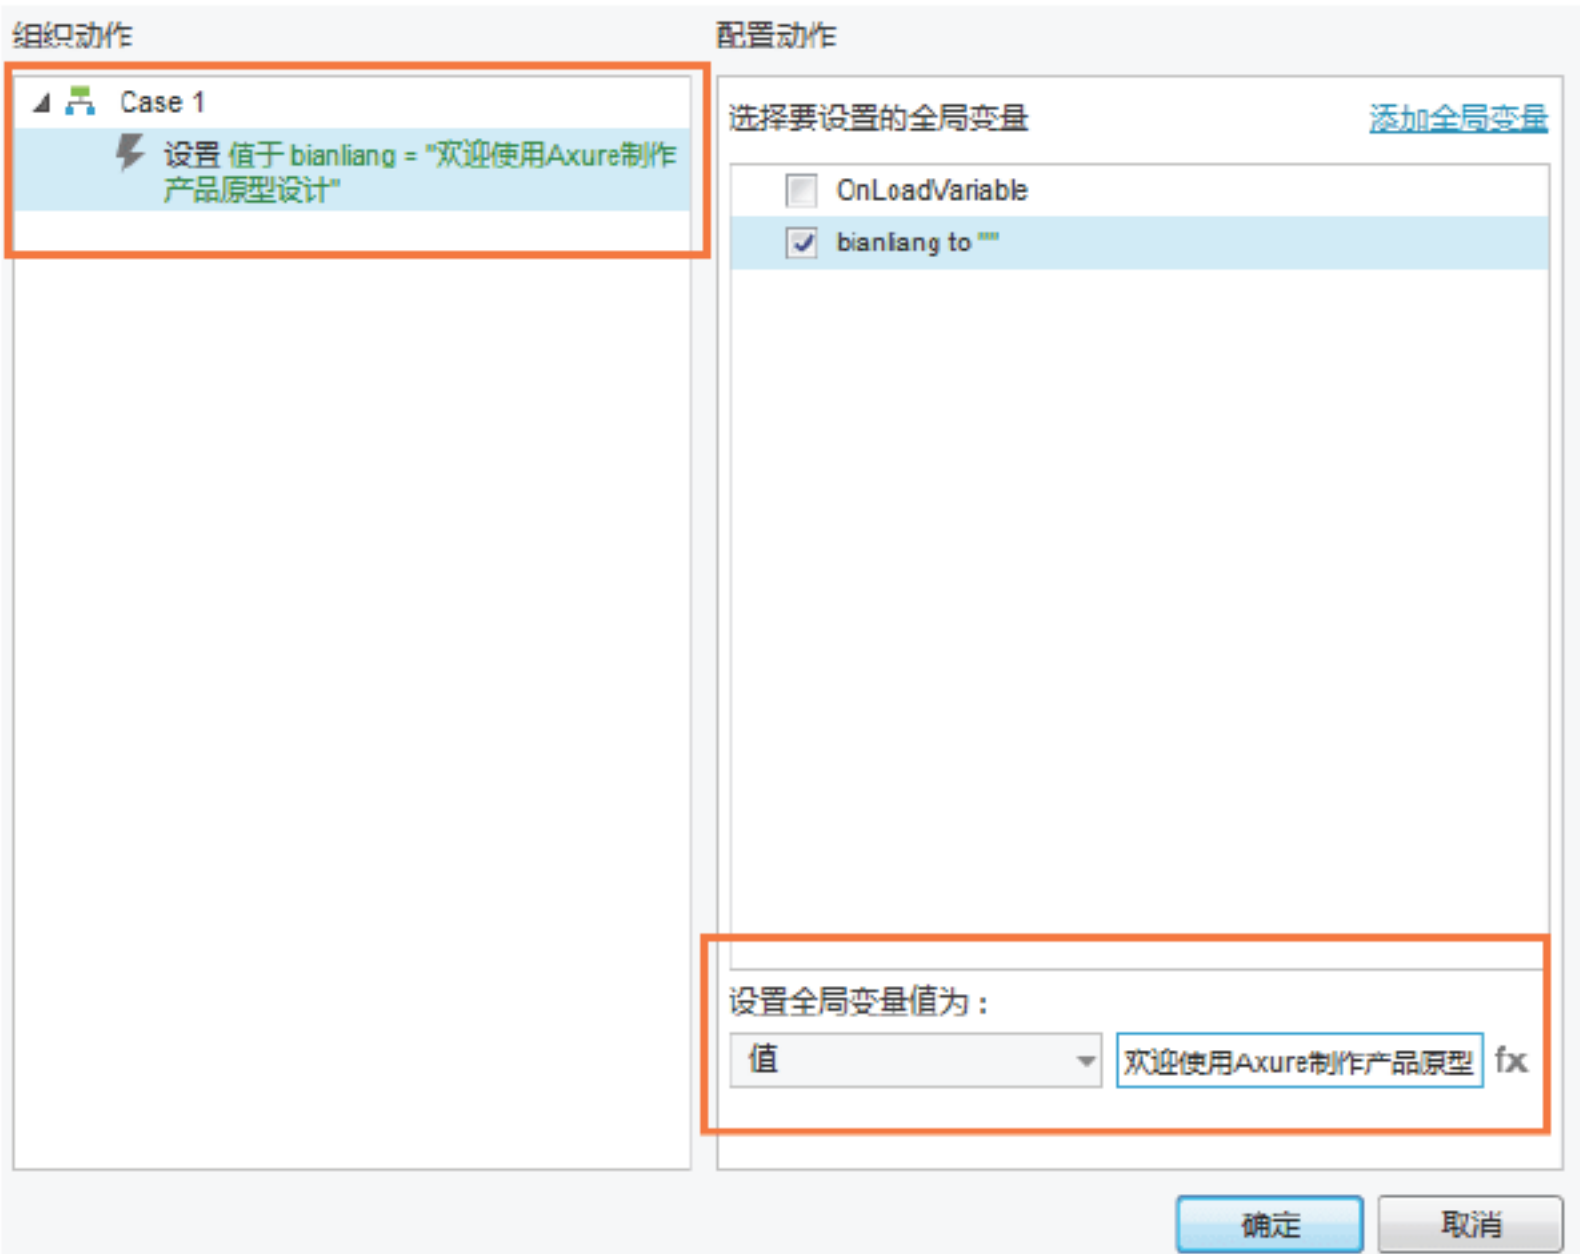 组织动作
配置动作
Case 1
设置 值于 bianliang = "欢迎使用Axure制作
产品原型设计"
选择要设置的全局变量
添加全局变量
OnLoadVariable
bianliang to ""
设置全局变量值为：
值
欢迎使用Axure制作产品原型
fx
确定
取消